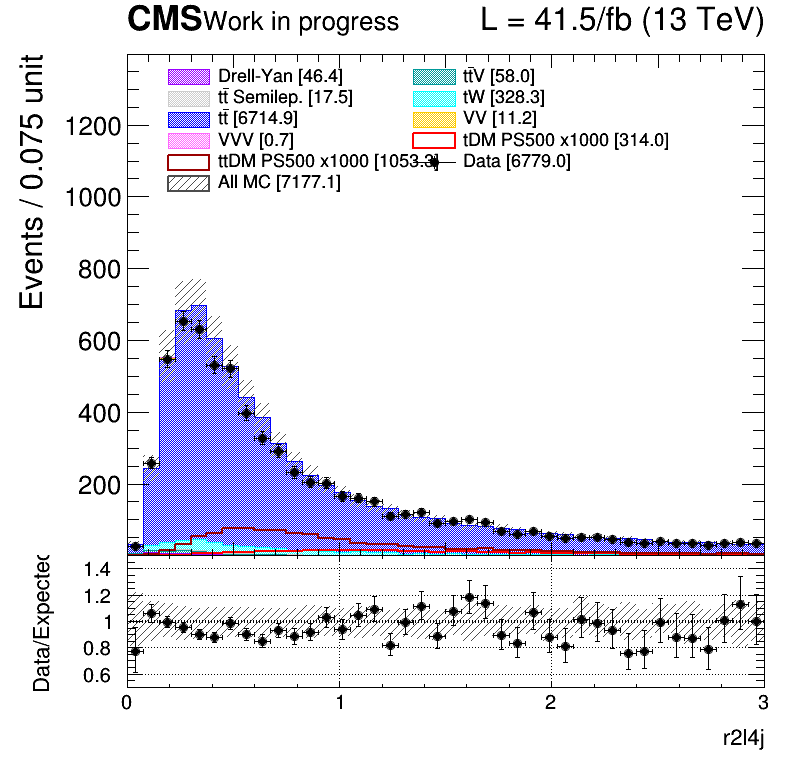 CMS Work in progress L = 41.5/fb (13 TeV)
Events / 0.075 unit
Drell-Yan [46.4] tt̄V [58.0]
tt̄ Semilep. [17.5] tW [328.3]
tt̄ [6714.9] VV [11.2]
VVV [0.7] tDM PS500 x1000 [314.0]
ttDM PS500 x1000 [1053.3] Data [6779.0]
All MC [7177.1]
1200
1000
800
600
400
200
Data/Expected
1.4
1.2
1
0.8
0.6
0 1 2 3
r2l4j